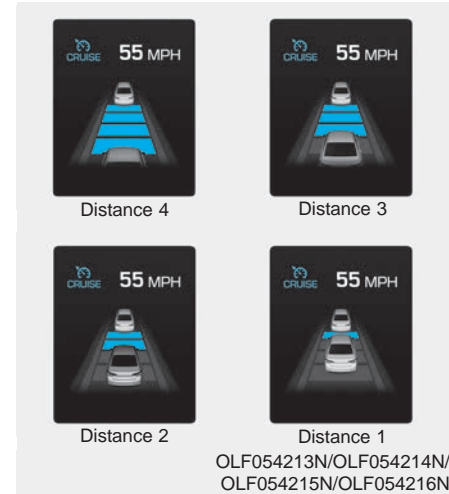 CRUISE 55 MPH
CRUISE 55 MPH
Distance 4
Distance 3
CRUISE 55 MPH
CRUISE 55 MPH
Distance 2
Distance 1
OLF054213N/OLF054214N/
OLF054215N/OLF054216N